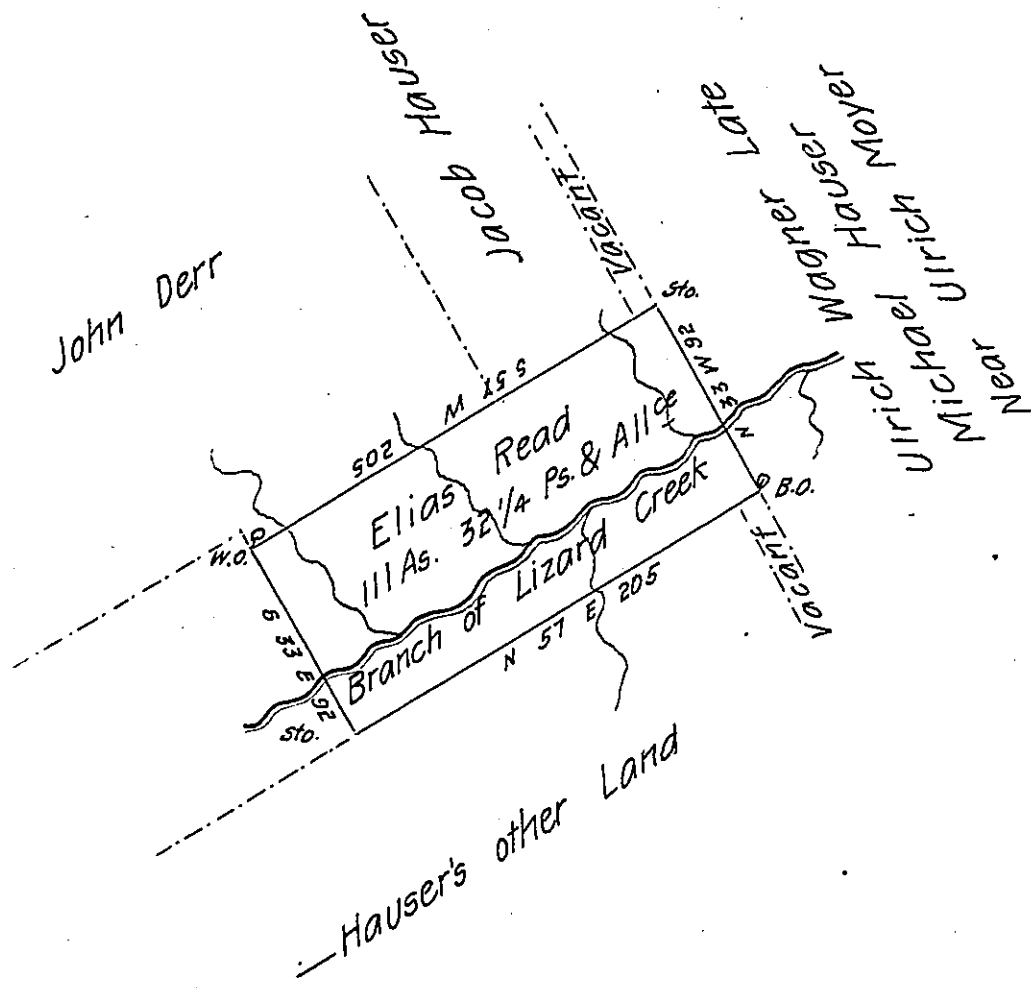 John Derr
Jacob Hauser
Vacant
Ulrich Wagner Late
Michael Hauser
Near Ulrich Moyer
Sto.
S 57 W 205
N 33 W 92
Elias Read
111 As. 32 1/4 Ps. & All ce
Branch of Lizard Creek
W.O.
S 33 E 92
Sto.
N 57 E 205
B.O.
Vacant
Hauser's other Land